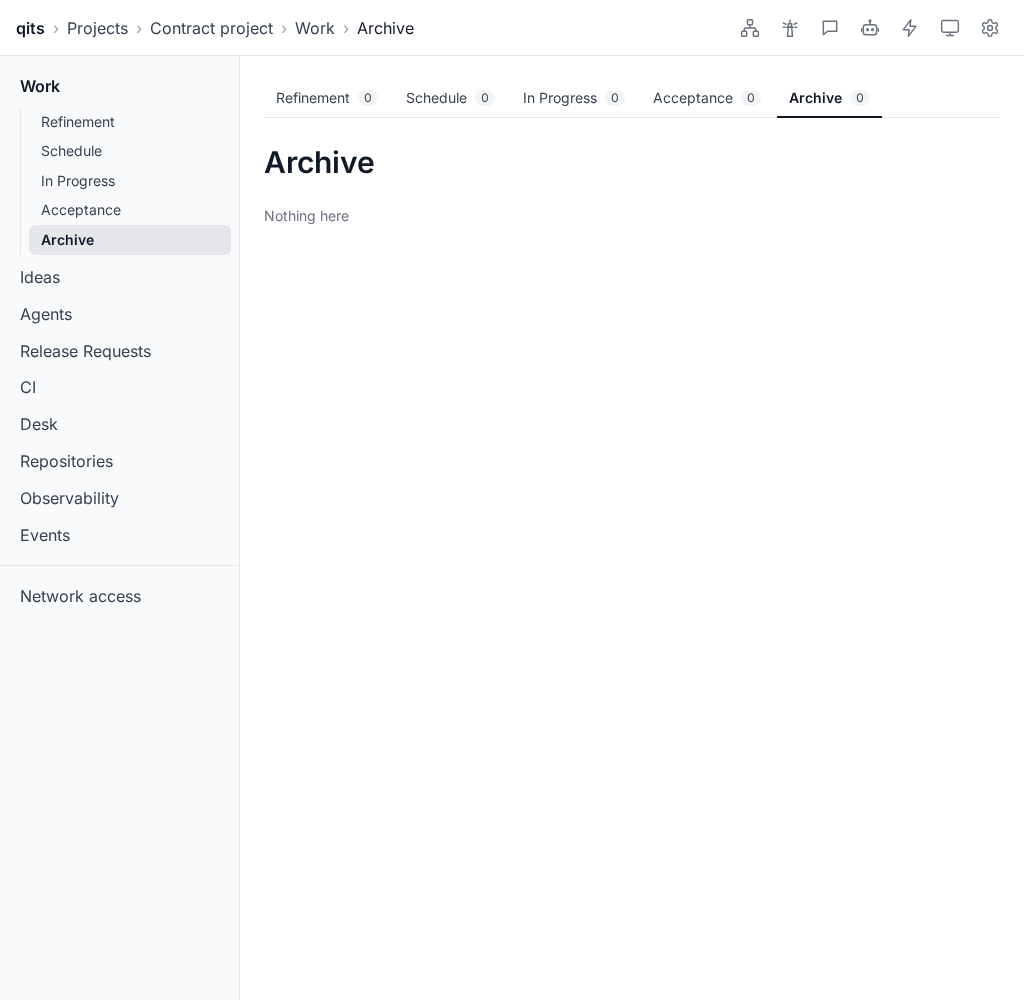 qits › Projects › Contract project › Work › Archive
Work
Refinement
Schedule
In Progress
Acceptance
Archive
Ideas
Agents
Release Requests
CI
Desk
Repositories
Observability
Events
Network access
Refinement 0 Schedule 0 In Progress 0 Acceptance 0 Archive 0
Archive
Nothing here